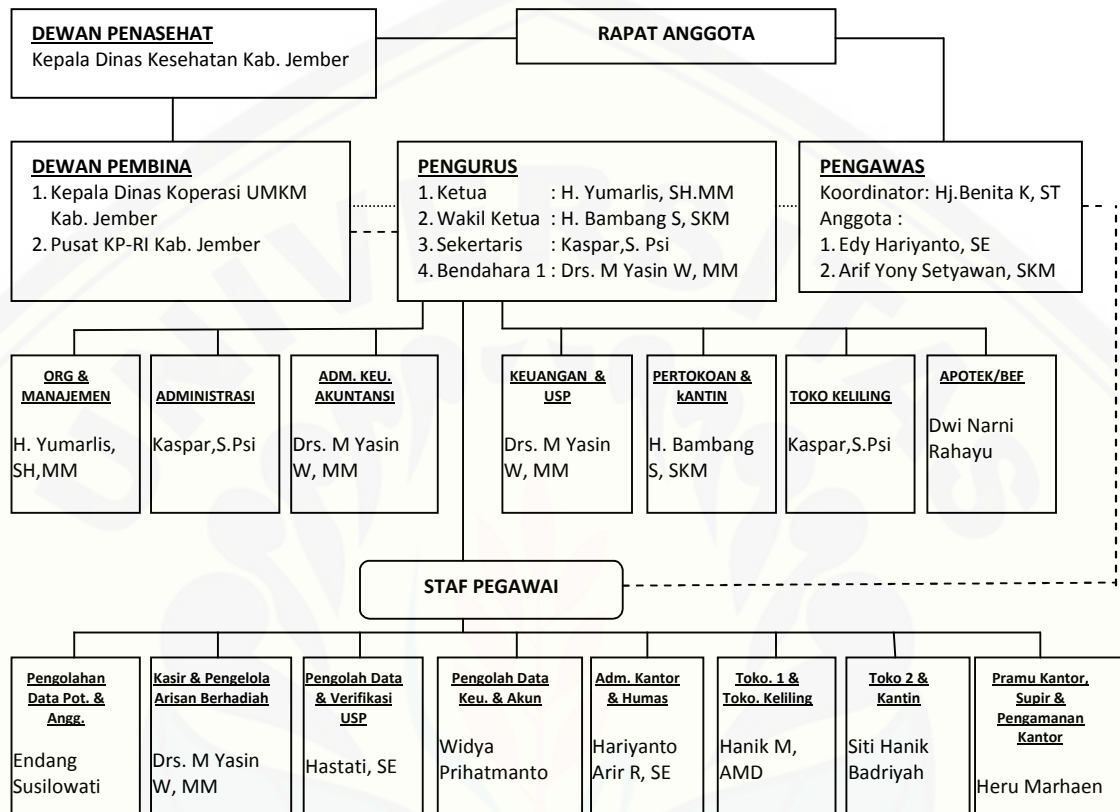 DEWAN PENASEHAT
Kepala Dinas Kesehatan Kab. Jember
RAPAT ANGGOTA
DEWAN PEMBINA
1. Kepala Dinas Koperasi UMKM
Kab. Jember
2. Pusat KP-RI Kab. Jember
PENGURUS
1. Ketua : H. Yumarlis, SH.MM
2. Wakil Ketua : H. Bambang S, SKM
3. Sekertaris : Kaspar,S. Psi
4. Bendahara 1 : Drs. M Yasin W, MM
PENGAWAS
Koordinator: Hj.Benita K, ST
Anggota :
1. Edy Hariyanto, SE
2. Arif Yony Setyawan, SKM
ORG &
MANAJEMEN
H. Yumarlis,
SH,MM
ADMINISTRASI
Kaspar,S.Psi
ADM. KEU.
AKUNTANSI
Drs. M Yasin
W, MM
KEUANGAN &
USP
Drs. M Yasin
W, MM
PERTOKOAN &
kANTIN
H. Bambang
S, SKM
TOKO KELILING
Kaspar,S.Psi
APOTEK/BEF
Dwi Narni
Rahayu
STAF PEGAWAI
Pengolahan
Data Pot. &
Angg.
Endang
Susilowati
Kasir & Pengelola
Arisan Berhadiah
Drs. M Yasin
W, MM
Pengolah Data
& Verifikasi
USP
Hastati, SE
Pengolah Data
Keu. & Akun
Widya
Prihatmanto
Adm. Kantor
& Humas
Hariyanto
Arir R, SE
Toko. 1 &
Toko. Keliling
Hanik M,
AMD
Toko 2 &
Kantin
Siti Hanik
Badriyah
Pramu Kantor,
Supir &
Pengamanan
Kantor
Heru Marhaen
UNIVERSITAS